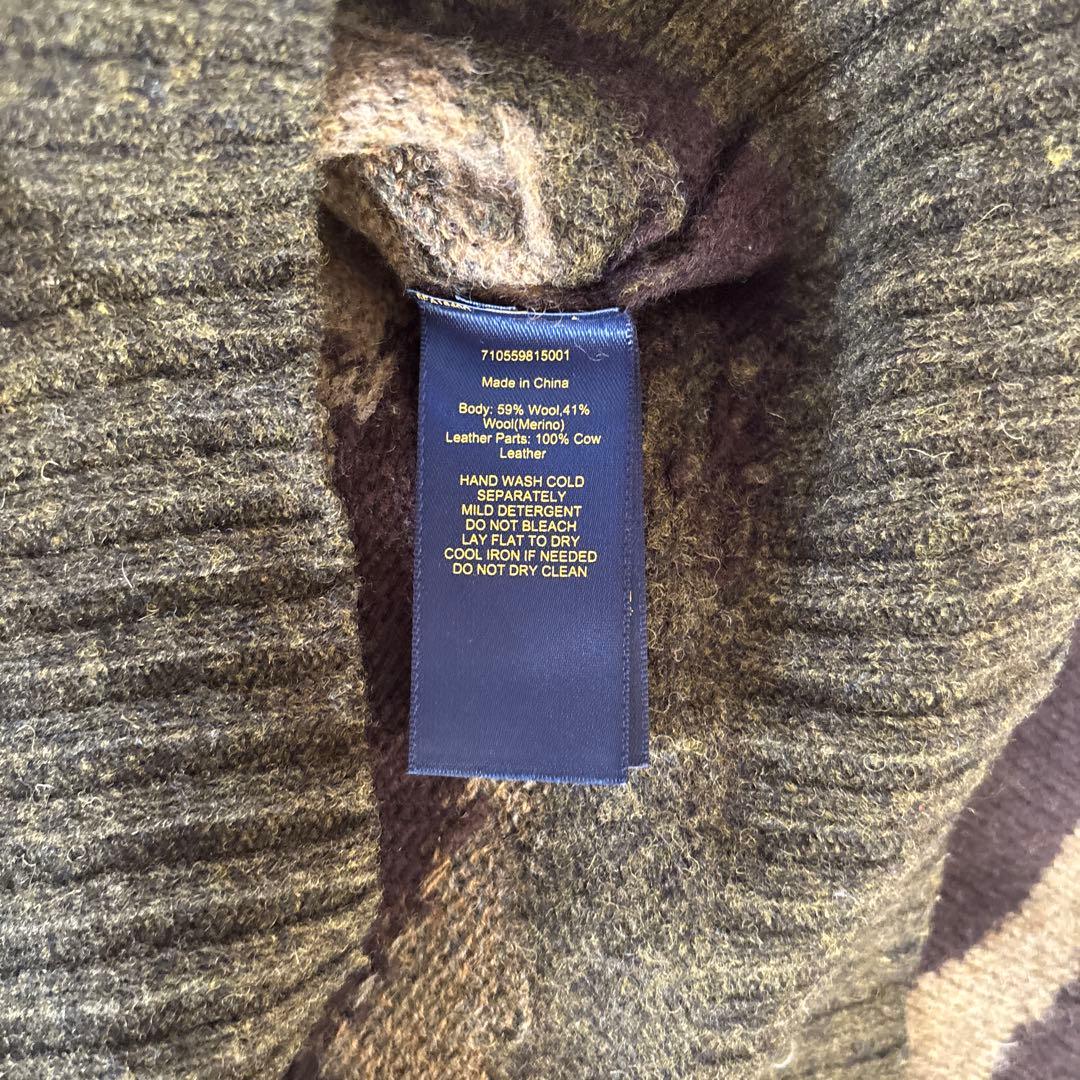 710559815001
Made in China
Body: 59% Wool,41%
Wool(Merino)
Leather Parts: 100% Cow
Leather
HAND WASH COLD
SEPARATELY
MILD DETERGENT
DO NOT BLEACH
LAY FLAT TO DRY
COOL IRON IF NEEDED
DO NOT DRY CLEAN